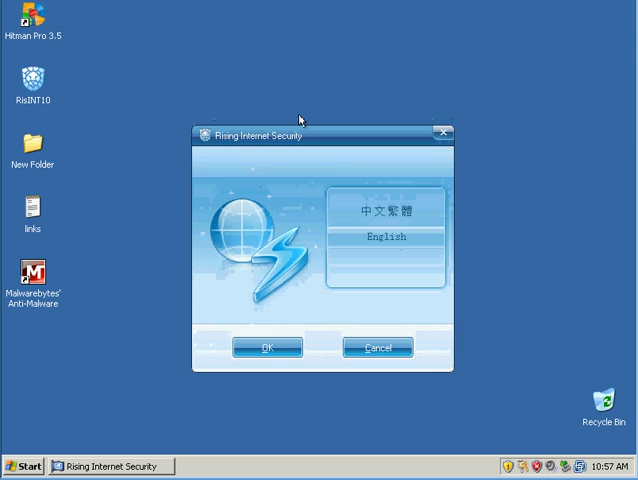 Hitman Pro 3.5
RisINT10
New Folder
links
Malwarebytes'
Anti-Malware
Rising Internet Security
中文繁體
English
OK
Cancel
Recycle Bin
Start
Rising Internet Security
10:57 AM